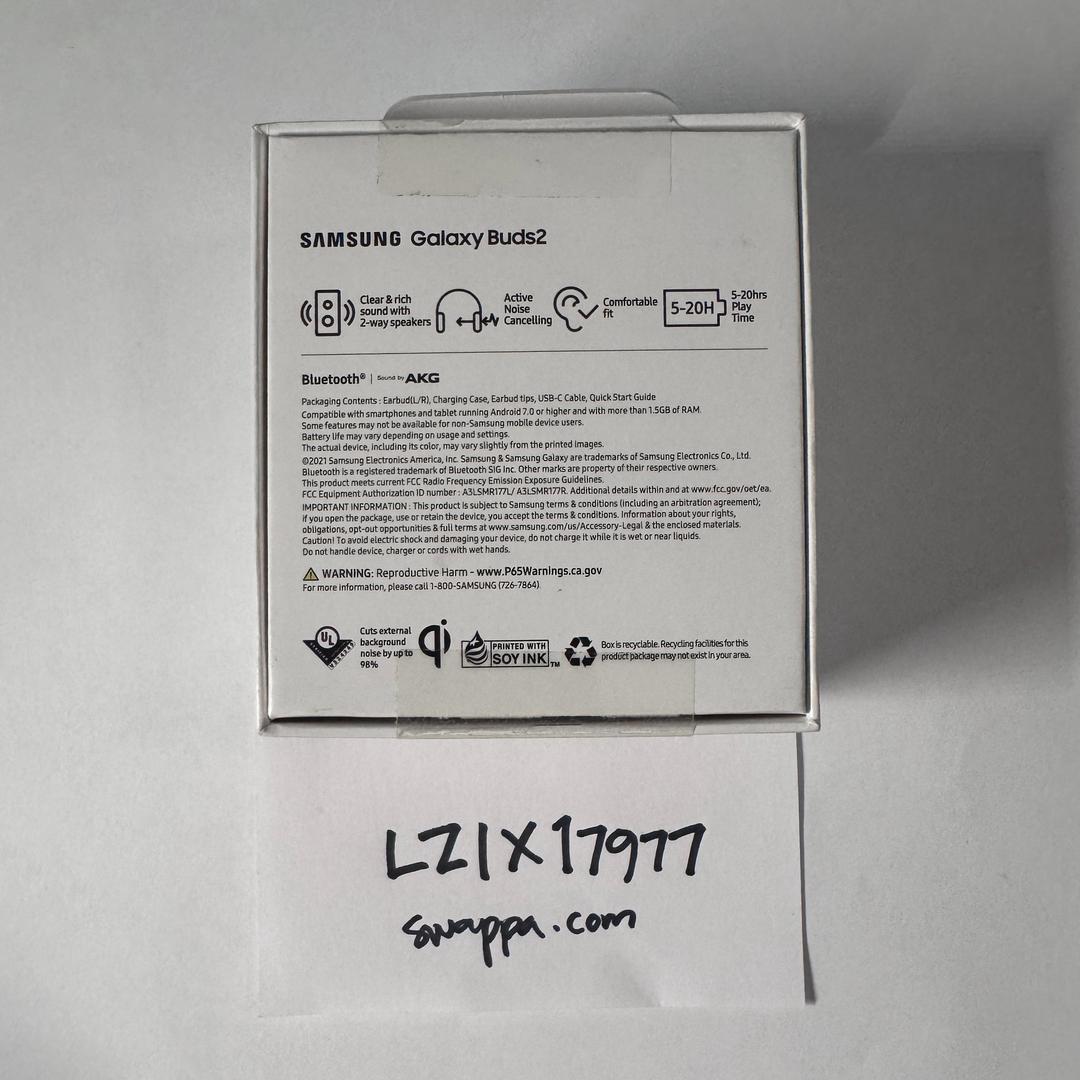 SAMSUNG Galaxy Buds2
Clear & rich
sound with
2-way speakers
Active
Noise
Cancelling
Comfortable
fit
5-20H
5-20hrs
Play
Time
Bluetooth® | Sound by AKG
Packaging Contents : Earbud(L/R), Charging Case, Earbud tips, USB-C Cable, Quick Start Guide
Compatible with smartphones and tablet running Android 7.0 or higher and with more than 1.5GB of RAM.
Some features may not be available for non-Samsung mobile device users.
Battery life may vary depending on usage and settings.
The actual device, including its color, may vary slightly from the printed images.
©2021 Samsung Electronics America, Inc. Samsung & Samsung Galaxy are trademarks of Samsung Electronics Co., Ltd.
Bluetooth is a registered trademark of Bluetooth SIG Inc. Other marks are property of their respective owners.
This product meets current FCC Radio Frequency Emission Exposure Guidelines.
FCC Equipment Authorization ID number : A3LSMR177L/ A3LSMR177R. Additional details within and at www.fcc.gov/oet/ea.
IMPORTANT INFORMATION : This product is subject to Samsung terms & conditions (including an arbitration agreement);
if you open the package, use or retain the device, you accept the terms & conditions. Information about your rights,
obligations, opt-out opportunities & full terms at www.samsung.com/us/Accessory-Legal & the enclosed materials.
Caution! To avoid electric shock and damaging your device, do not charge it while it is wet or near liquids.
Do not handle device, charger or cords with wet hands.
WARNING: Reproductive Harm - www.P65Warnings.ca.gov
For more information, please call 1-800-SAMSUNG (726-7864).
UL
Cuts external
background
noise by up to
98%
qi
PRINTED WITH
SOY INK™
Box is recyclable. Recycling facilities for this
product package may not exist in your area.
LZIX17977
swappa.com